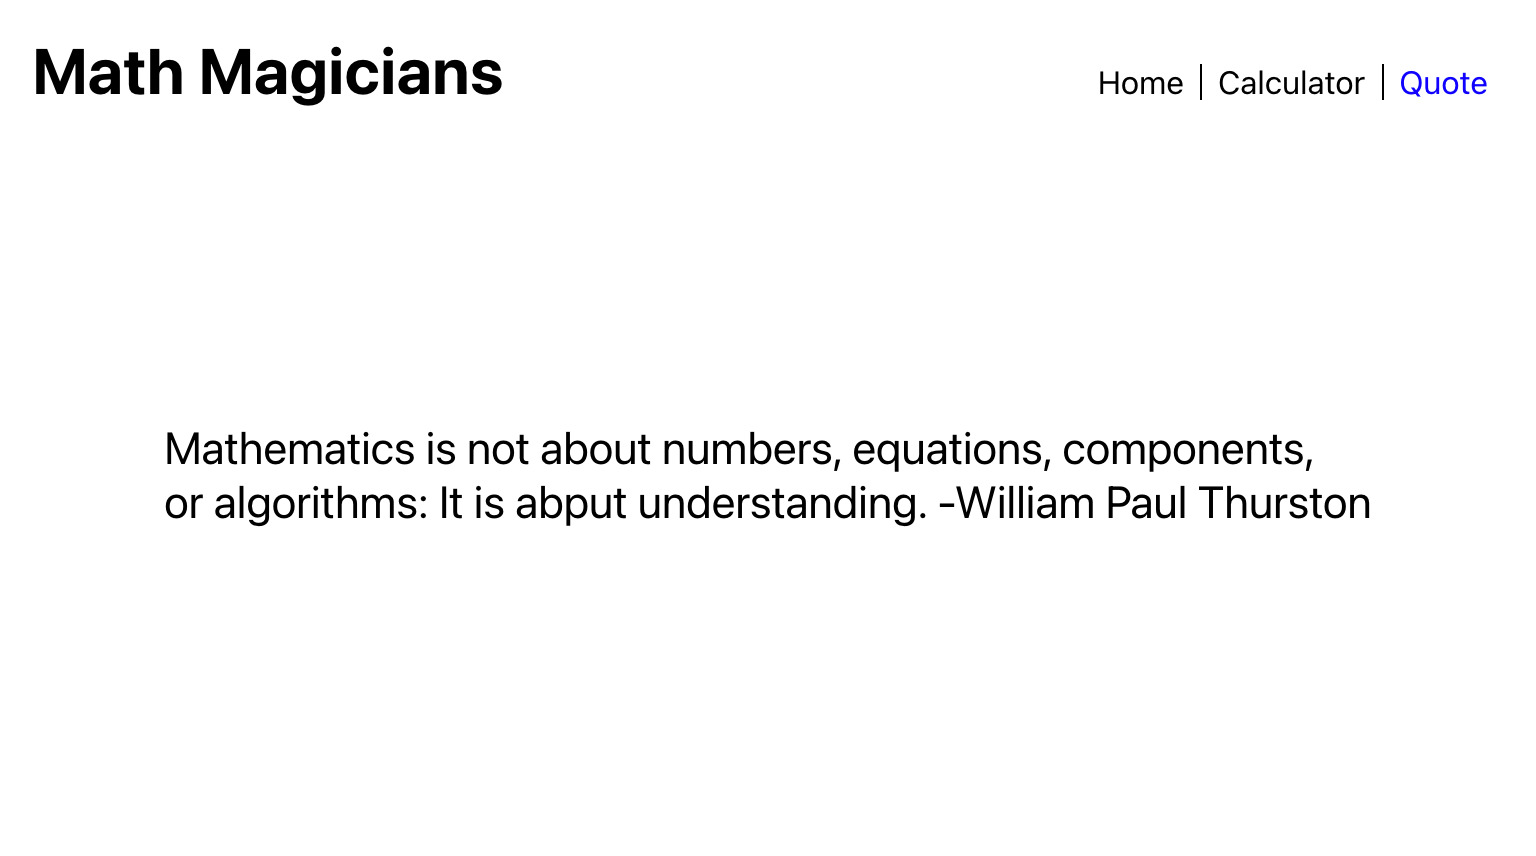 Math Magicians
Home | Calculator | Quote
Mathematics is not about numbers, equations, components,
or algorithms: It is abput understanding. -William Paul Thurston